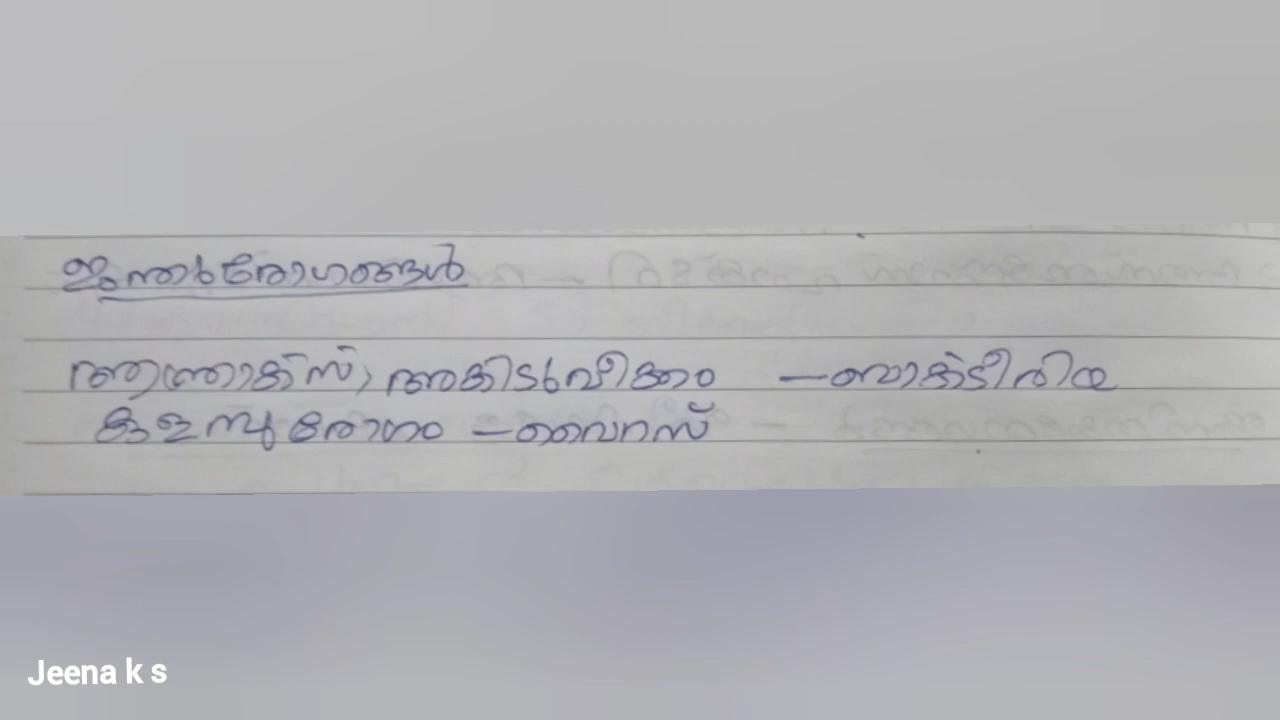 ജന്തുരോഗങ്ങൾ
ആന്ത്രാക്സ്, അകിടുവീക്കം - ബാക്ടീരിയ
കുളമ്പു രോഗം - വൈറസ്
Jeena k s